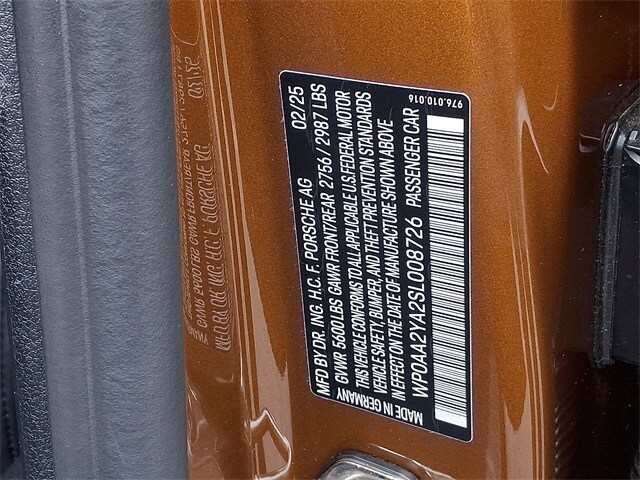 MFD BY DR. ING. H.C. F. PORSCHE AG 02/25
GVWR 5600 LBS GAWR FRONT/REAR 2756 / 2987 LBS
THIS VEHICLE CONFORMS TO ALL APPLICABLE U.S. FEDERAL MOTOR
VEHICLE SAFETY, BUMPER, AND THEFT PREVENTION STANDARDS
IN EFFECT ON THE DATE OF MANUFACTURE SHOWN ABOVE.
WP0AA2YA2SL008726 PASSENGER CAR
MADE IN GERMANY
976.010.016